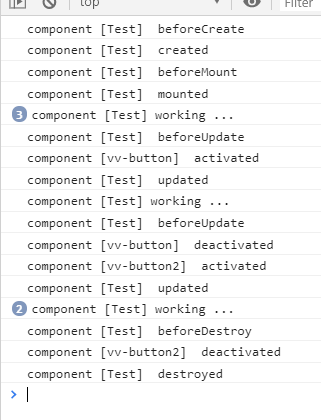 top
Filter
component [Test]  beforeCreate
component [Test]  created
component [Test]  beforeMount
component [Test]  mounted
3 component [Test] working ...
component [Test]  beforeUpdate
component [vv-button]  activated
component [Test]  updated
component [Test] working ...
component [Test]  beforeUpdate
component [vv-button]  deactivated
component [vv-button2]  activated
component [Test]  updated
2 component [Test] working ...
component [Test]  beforeDestroy
component [vv-button2]  deactivated
component [Test]  destroyed
>